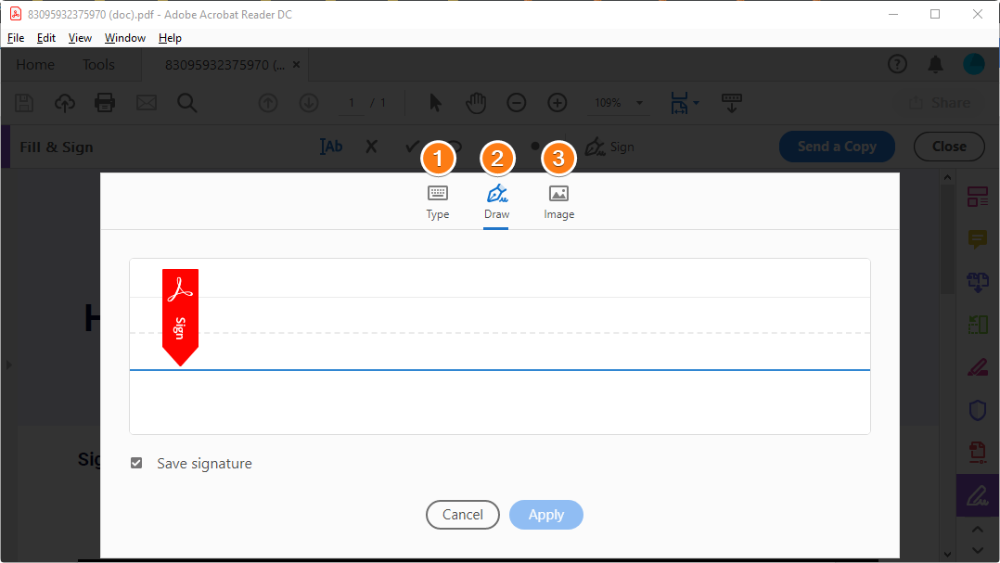 83095932375970 (doc).pdf - Adobe Acrobat Reader DC
File Edit View Window Help
Home Tools 83095932375970 (... ×
1 / 1 109% Share
Fill & Sign Ab Sign Send a Copy Close
1 2 3
Type Draw Image
H
Sign
Sig
Save signature
Cancel Apply